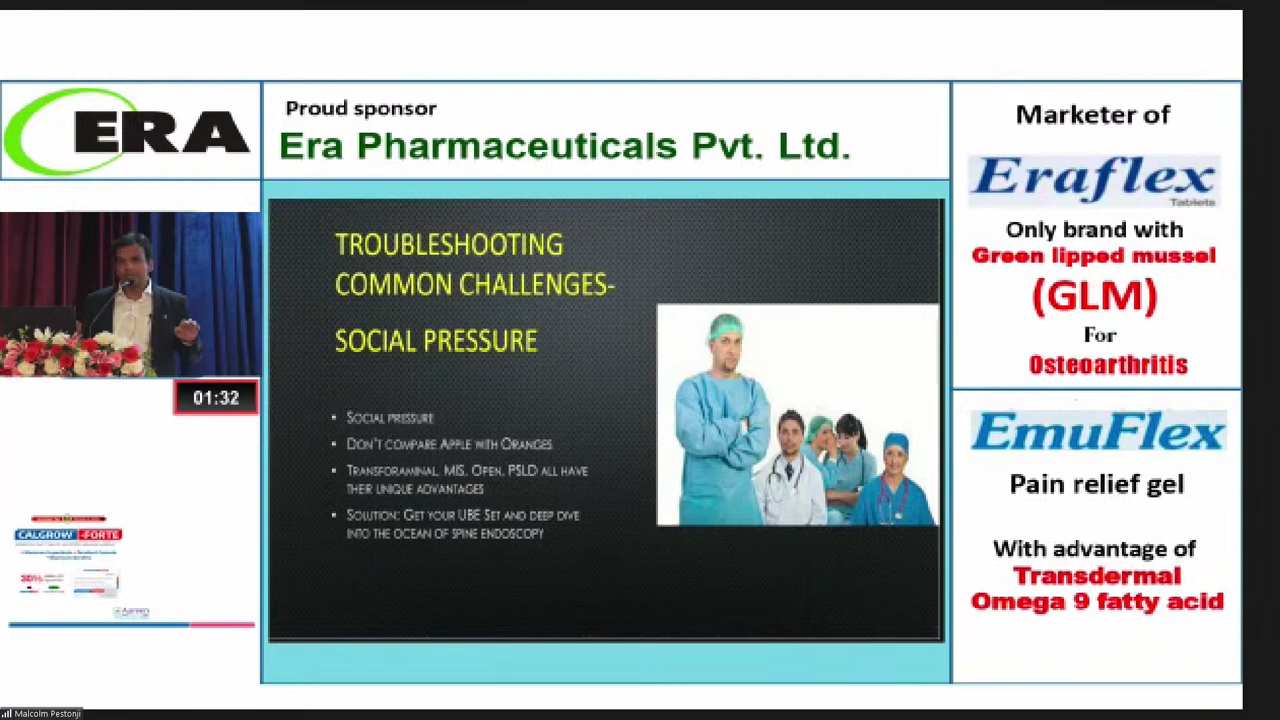 ERA
Proud sponsor
Era Pharmaceuticals Pvt. Ltd.
01:32
TROUBLESHOOTING
COMMON CHALLENGES-
SOCIAL PRESSURE
• SOCIAL PRESSURE
• DON'T COMPARE APPLE WITH ORANGES
• TRANSFORAMINAL, MIS, OPEN, PSLD ALL HAVE
THEIR UNIQUE ADVANTAGES
• SOLUTION: GET YOUR UBE SET AND DEEP DIVE
INTO THE OCEAN OF SPINE ENDOSCOPY
Marketer of
Eraflex
Tablets
Only brand with
Green lipped mussel
(GLM)
For
Osteoarthritis
EmuFlex
Pain relief gel
With advantage of
Transdermal
Omega 9 fatty acid
CALGROW -FORTE
Malcolm Pestonji